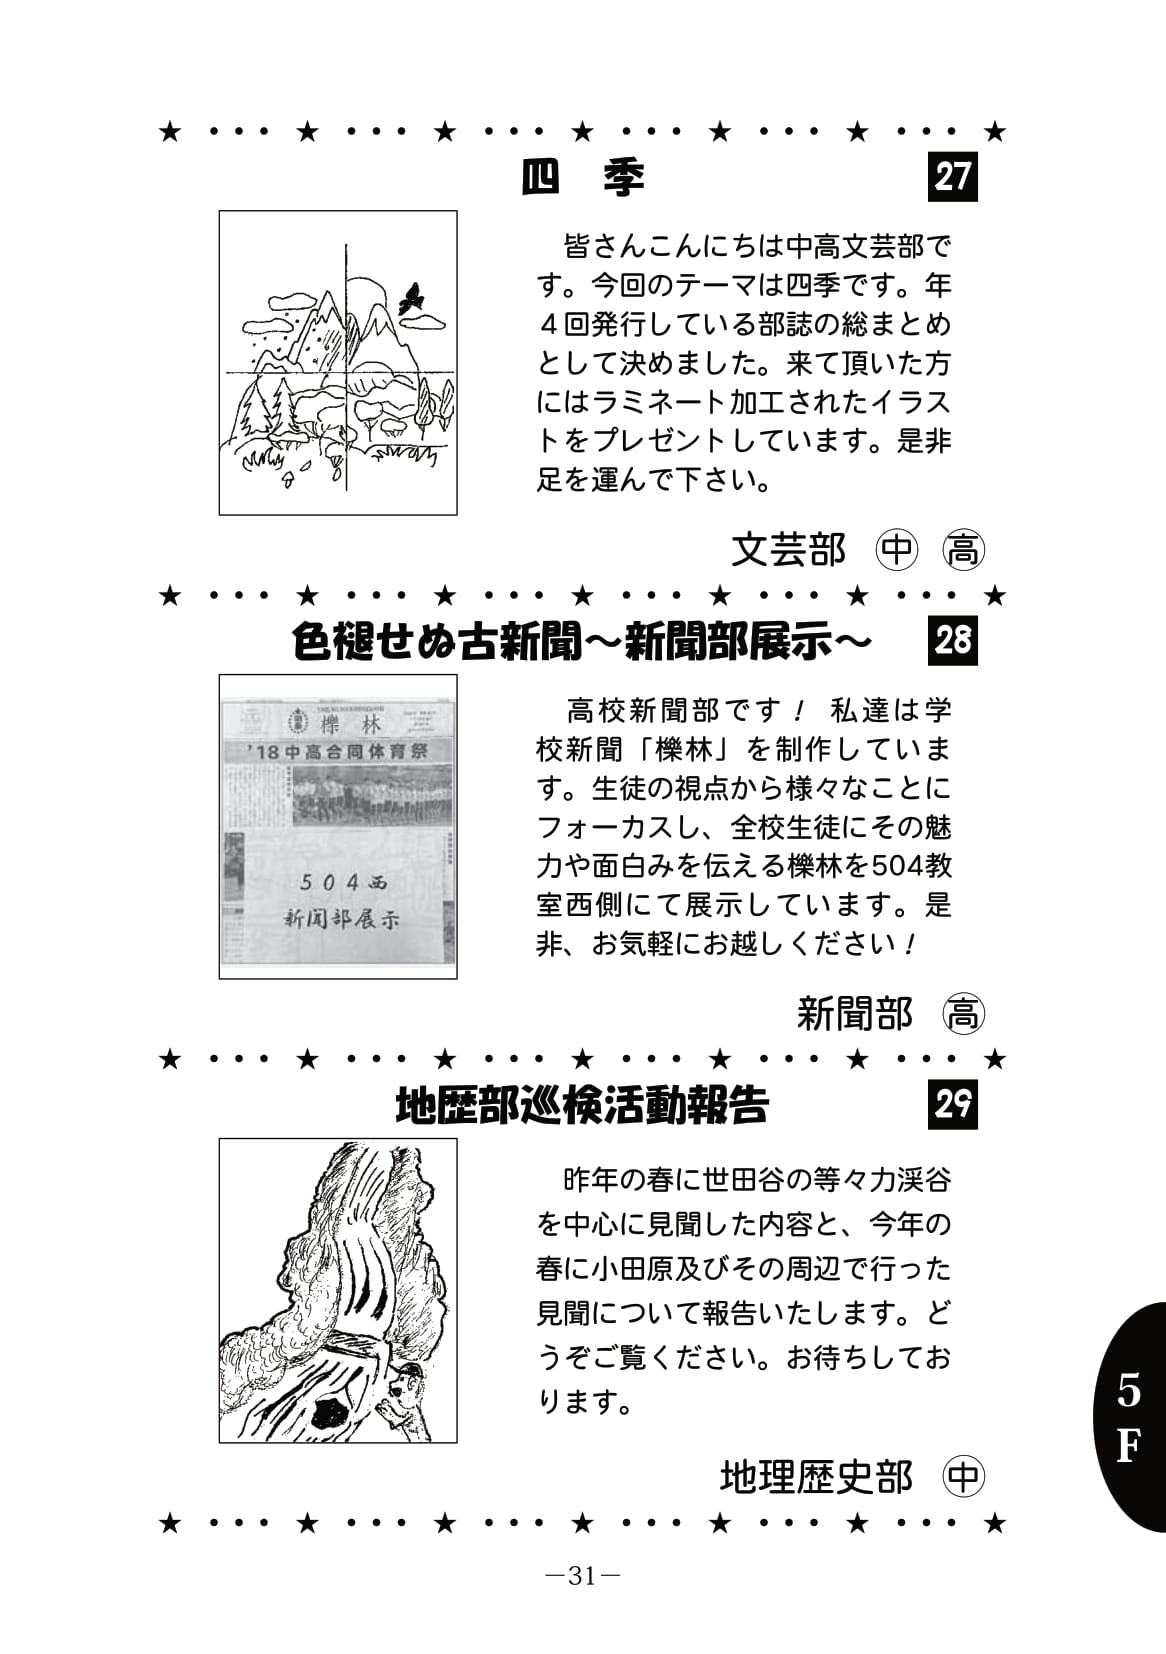 四　季
27
皆さんこんにちは中高文芸部で
す。今回のテーマは四季です。年
４回発行している部誌の総まとめ
として決めました。来て頂いた方
にはラミネート加工されたイラス
トをプレゼントしています。是非
足を運んで下さい。
文芸部 ㊥ 高
色褪せぬ古新聞～新聞部展示～
28
櫟林
'18中高合同体育祭
504西
新聞部展示
高校新聞部です！ 私達は学
校新聞「櫟林」を制作していま
す。生徒の視点から様々なことに
フォーカスし、全校生徒にその魅
力や面白みを伝える櫟林を504教
室西側にて展示しています。是
非、お気軽にお越しください！
新聞部 高
地歴部巡検活動報告
29
昨年の春に世田谷の等々力渓谷
を中心に見聞した内容と、今年の
春に小田原及びその周辺で行った
見聞について報告いたします。ど
うぞご覧ください。お待ちしてお
ります。
地理歴史部 ㊥
5
F
－31－